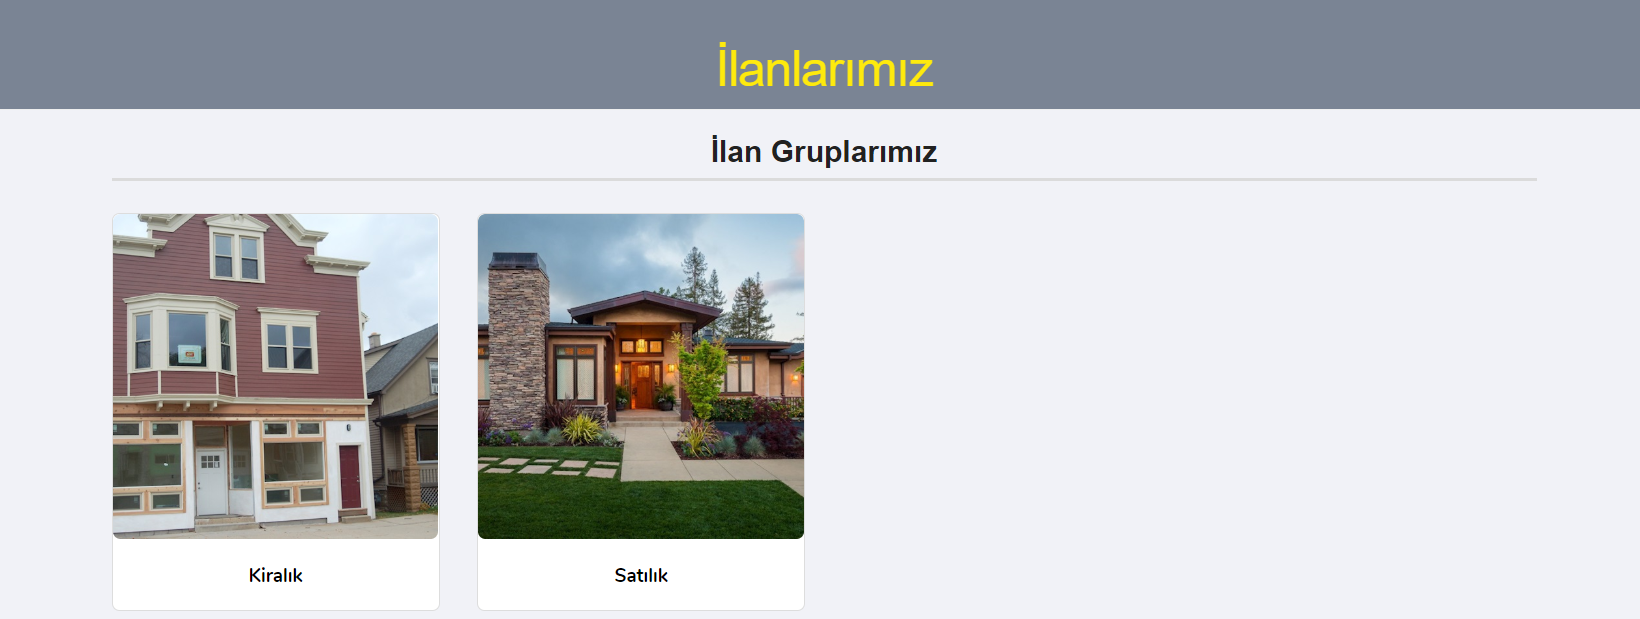 İlanlarımız
İlan Gruplarımız
Kiralık
Satılık